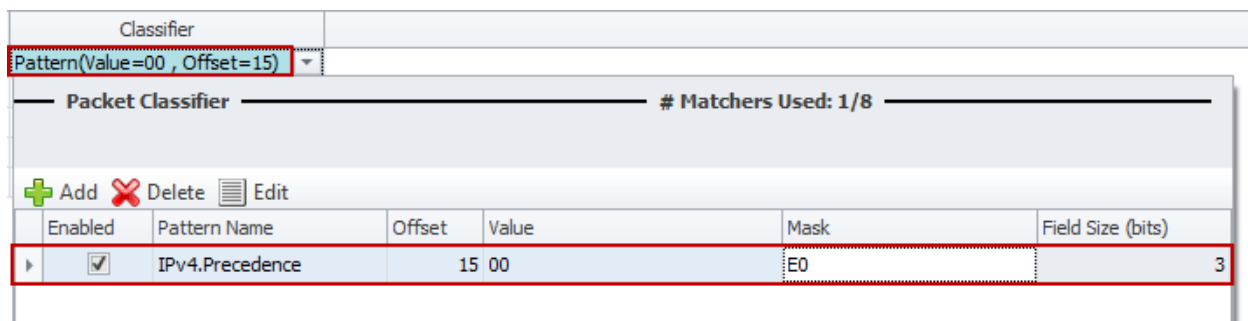 Classifier
Pattern(Value=00 , Offset=15)
Packet Classifier # Matchers Used: 1/8
Add Delete Edit
Enabled Pattern Name Offset Value Mask Field Size (bits)
IPv4.Precedence 15 00 E0 3